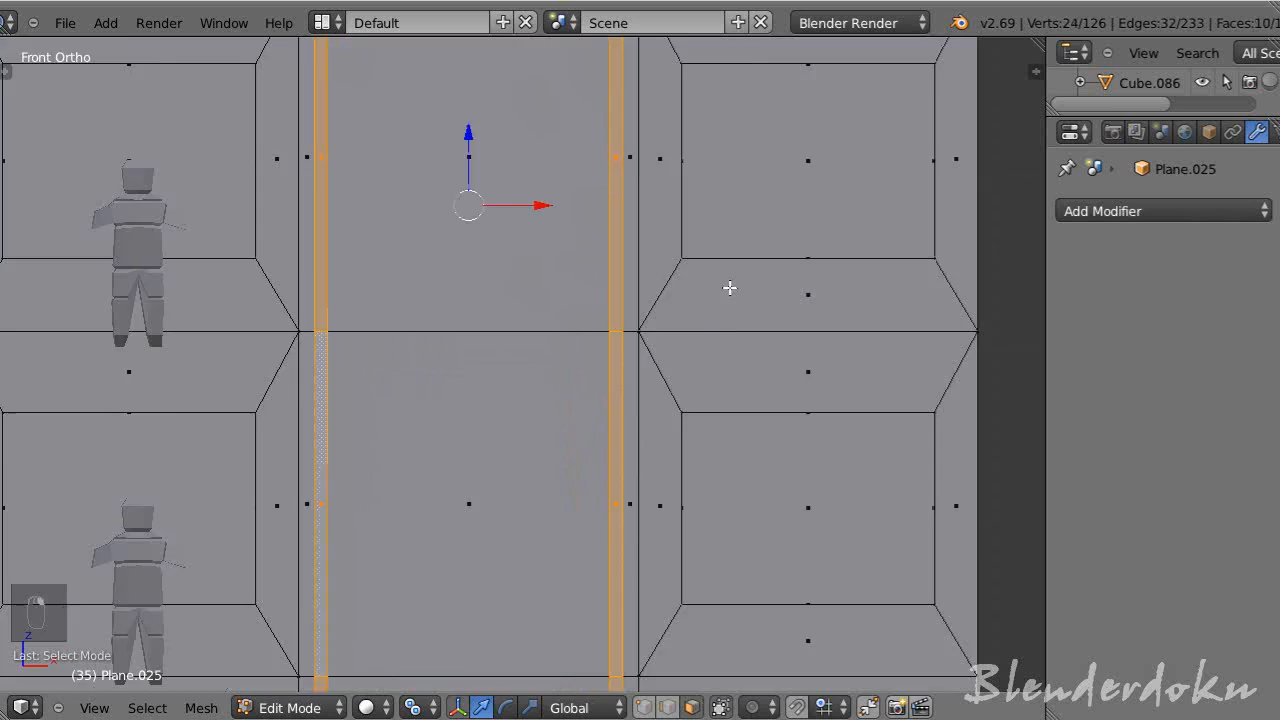 File Add Render Window Help Default Scene Blender Render v2.69 | Verts:24/126 | Edges:32/233 | Faces:10/1
Front Ortho
View Search All Sce
Cube.086
Plane.025
Add Modifier
Z
Last: Select Mode
(35) Plane.025
View Select Mesh Edit Mode Global
Blenderdoku